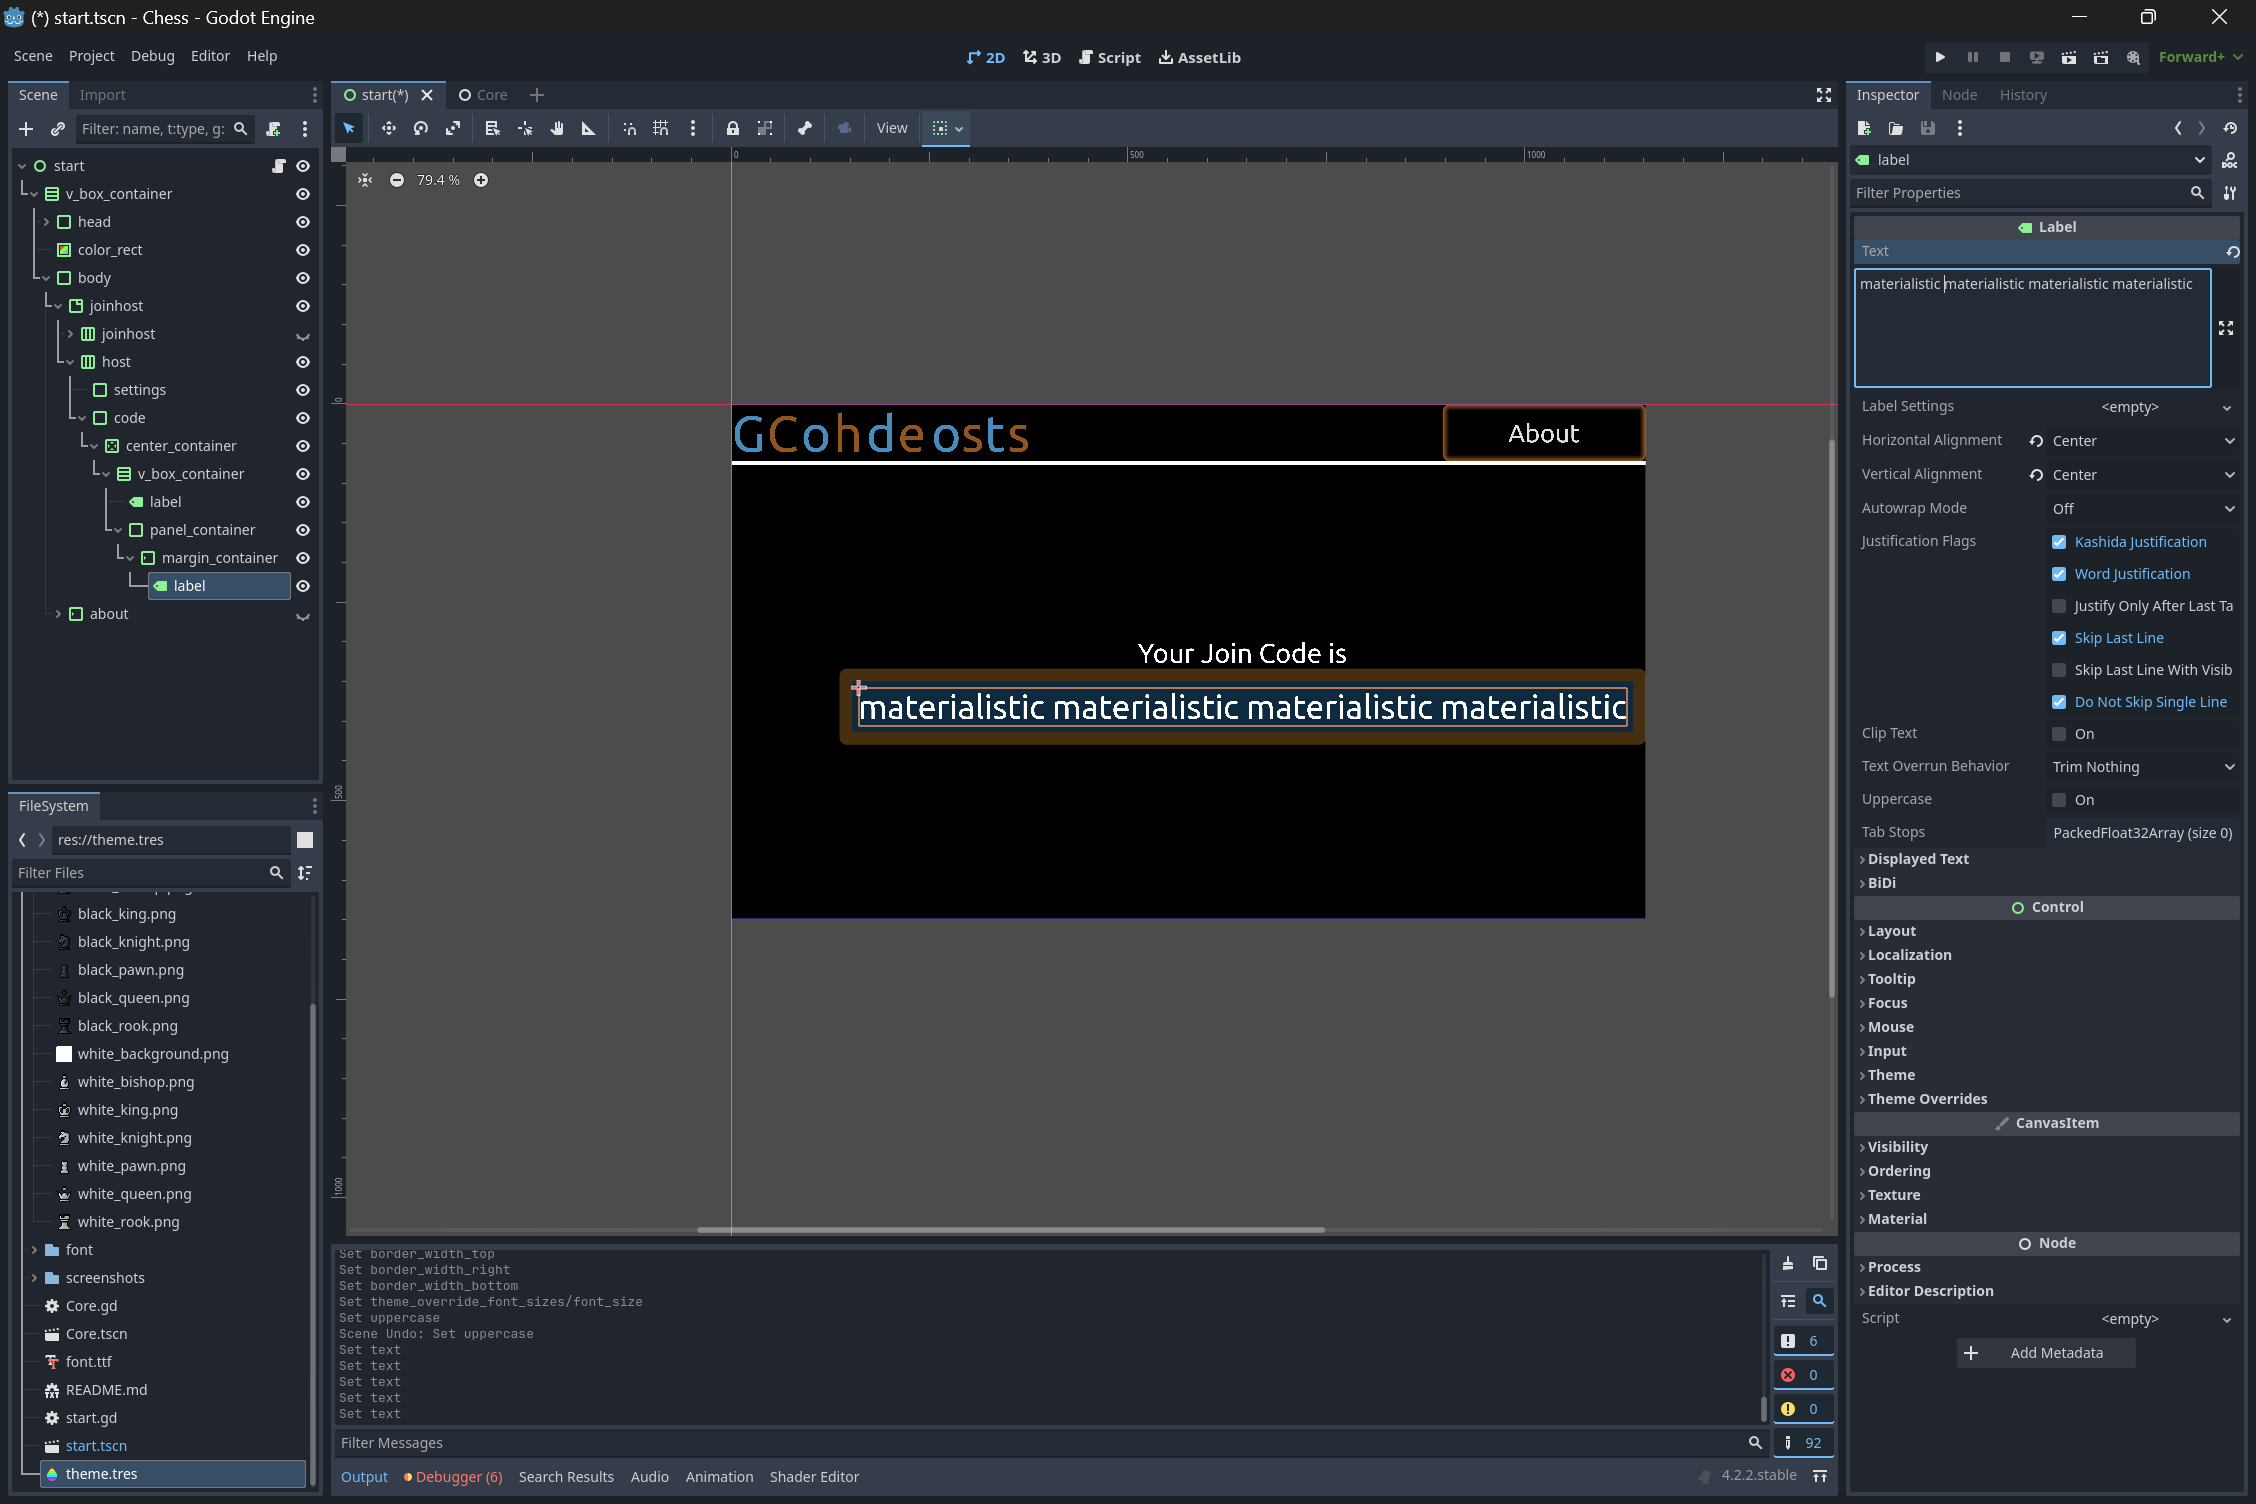 (*) start.tscn - Chess - Godot Engine
Scene Project Debug Editor Help
2D 3D Script AssetLib
Forward+
Scene Import
Filter: name, t:type, g:
start
v_box_container
head
color_rect
body
joinhost
joinhost
host
settings
code
center_container
v_box_container
label
panel_container
margin_container
label
about
FileSystem
res://theme.tres
Filter Files
black_king.png
black_knight.png
black_pawn.png
black_queen.png
black_rook.png
white_background.png
white_bishop.png
white_king.png
white_knight.png
white_pawn.png
white_queen.png
white_rook.png
font
screenshots
Core.gd
Core.tscn
font.ttf
README.md
start.gd
start.tscn
theme.tres
start(*) Core
View
0 500 1000
79.4 %
0
500
1000
GCohdeosts
About
Your Join Code is
materialistic materialistic materialistic materialistic
Set border_width_top
Set border_width_right
Set border_width_bottom
Set theme_override_font_sizes/font_size
Set uppercase
Scene Undo: Set uppercase
Set text
Set text
Set text
Set text
Set text
6
0
0
92
Filter Messages
Output Debugger (6) Search Results Audio Animation Shader Editor
4.2.2.stable
Inspector Node History
label
DOC
Filter Properties
Label
Text
materialistic materialistic materialistic materialistic
Label Settings <empty>
Horizontal Alignment Center
Vertical Alignment Center
Autowrap Mode Off
Justification Flags Kashida Justification
Word Justification
Justify Only After Last Ta
Skip Last Line
Skip Last Line With Visib
Do Not Skip Single Line
Clip Text On
Text Overrun Behavior Trim Nothing
Uppercase On
Tab Stops PackedFloat32Array (size 0)
Displayed Text
BiDi
Control
Layout
Localization
Tooltip
Focus
Mouse
Input
Theme
Theme Overrides
CanvasItem
Visibility
Ordering
Texture
Material
Node
Process
Editor Description
Script <empty>
Add Metadata